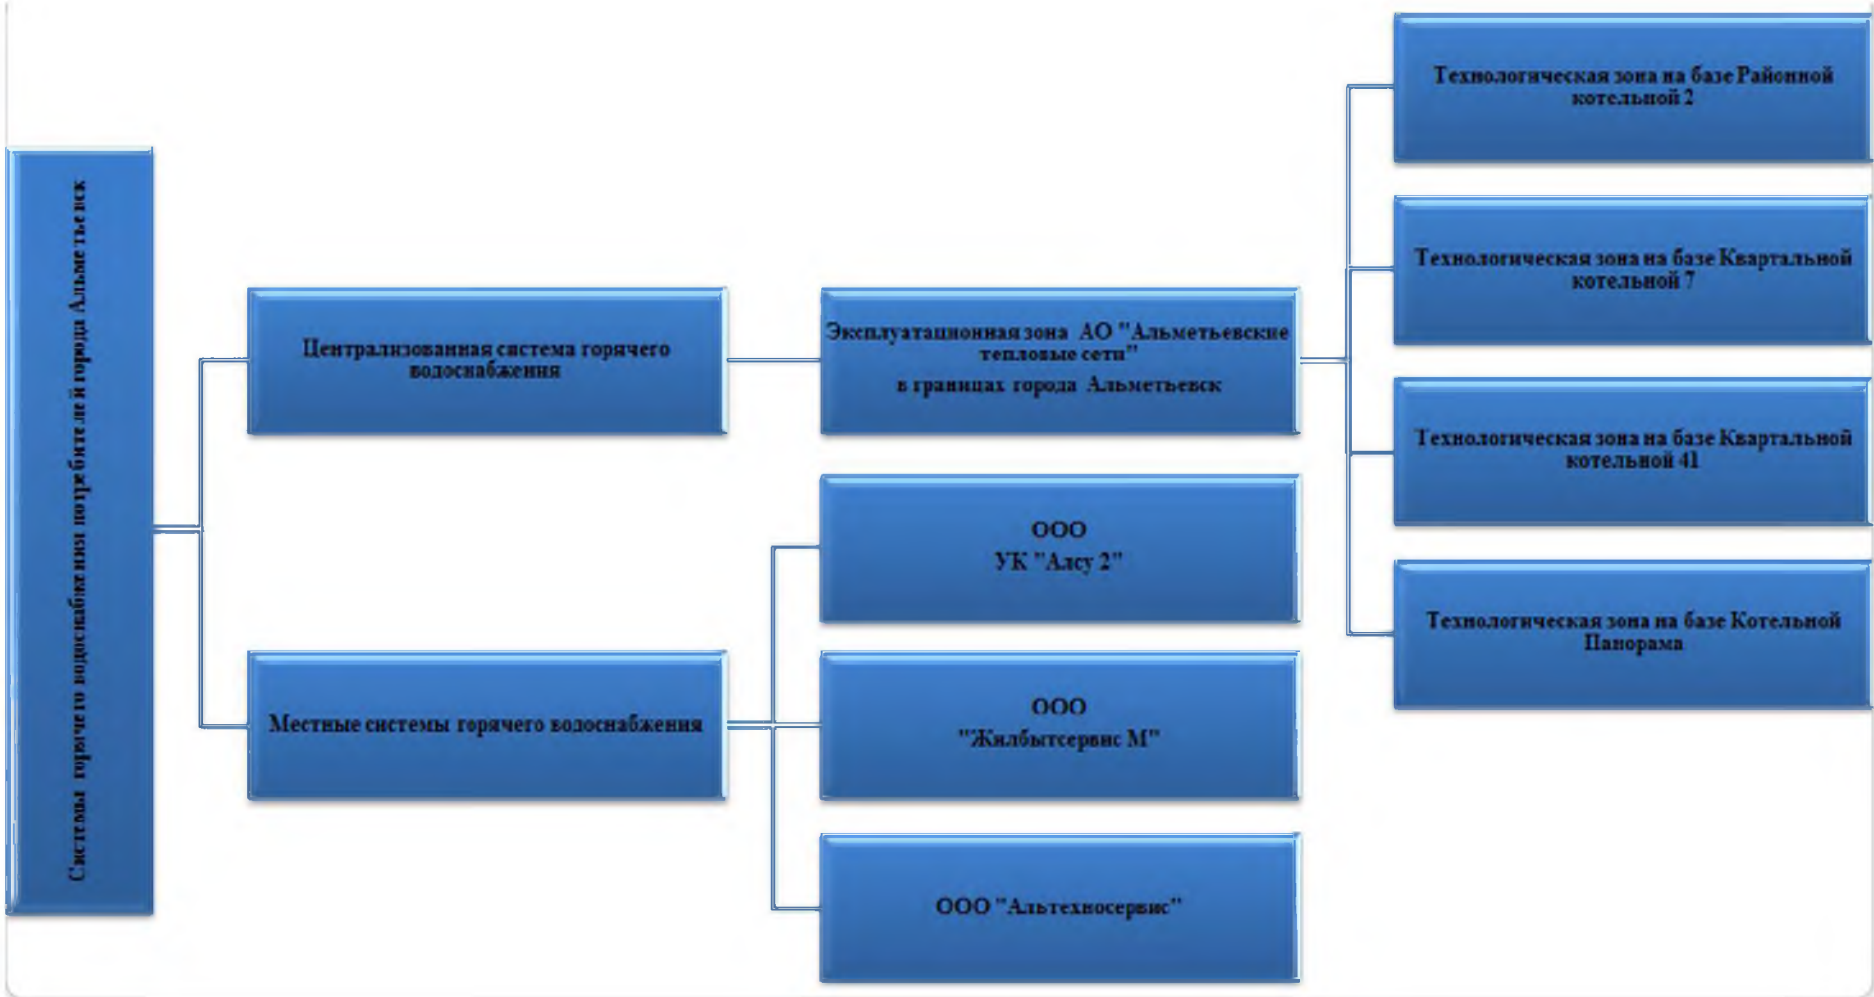 Системы горячего водоснабжения потребителей города Альметьевск
Централизованная система горячего
водоснабжения
Местные системы горячего водоснабжения
Эксплуатационная зона АО "Альметьевские
тепловые сети"
в границах города Альметьевск
ООО
УК "Алсу 2"
ООО
"Жилбытсервис М"
ООО "Альтехносервис"
Технологическая зона на базе Районной
котельной 2
Технологическая зона на базе Квартальной
котельной 7
Технологическая зона на базе Квартальной
котельной 41
Технологическая зона на базе Котельной
Панорама